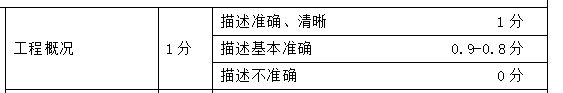 描述准确、清晰 1 分
工程概况 1 分 描述基本准确 0.9-0.8 分
描述不准确 0 分